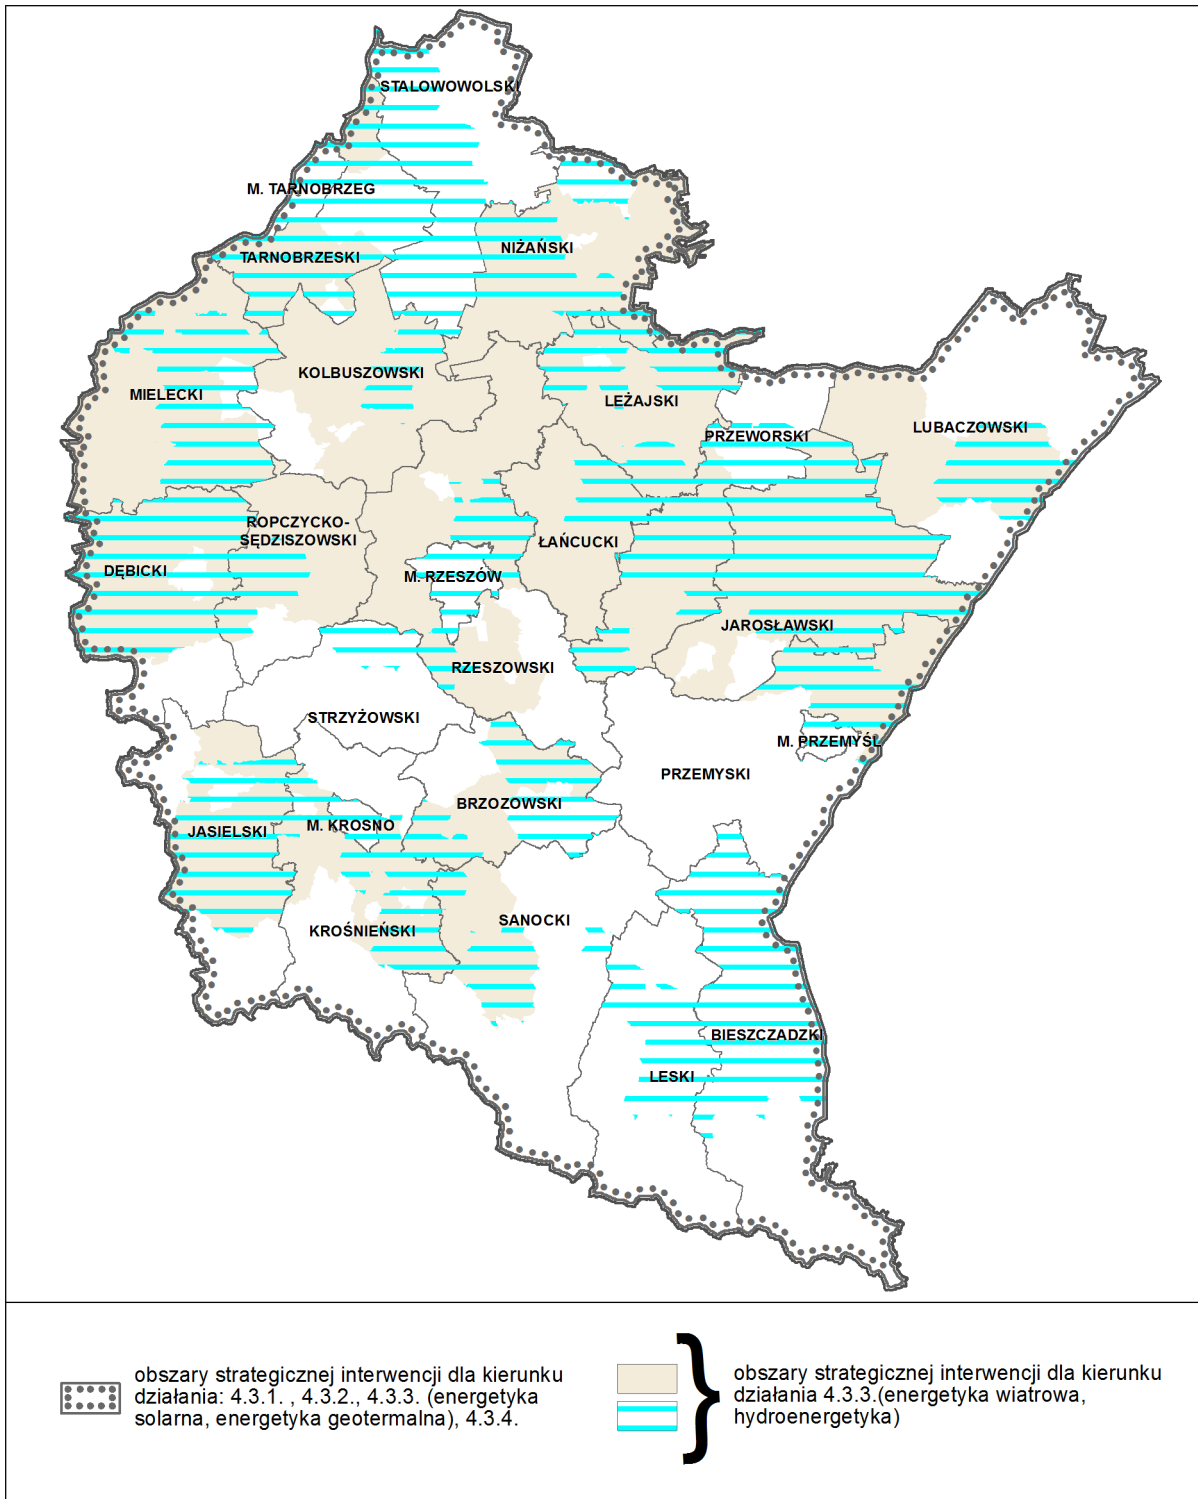 STALOWOWOLSKI
M. TARNOBRZEG
NIŻAŃSKI
TARNOBRZESKI
KOLBUSZOWSKI
MIELECKI
LEŻAJSKI
LUBACZOWSKI
PRZEWORSKI
ROPCZYCKO-
SĘDZISZOWSKI
ŁAŃCUCKI
DĘBICKI
M. RZESZÓW
JAROSŁAWSKI
RZESZOWSKI
STRZYŻOWSKI
M. PRZEMYŚL
PRZEMYSKI
BRZOZOWSKI
M. KROSNO
JASIELSKI
SANOCKI
KROŚNIEŃSKI
BIESZCZADZKI
LESKI
obszary strategicznej interwencji dla kierunku
działania: 4.3.1. , 4.3.2., 4.3.3. (energetyka
solarna, energetyka geotermalna), 4.3.4.
obszary strategicznej interwencji dla kierunku
działania 4.3.3.(energetyka wiatrowa,
hydroenergetyka)